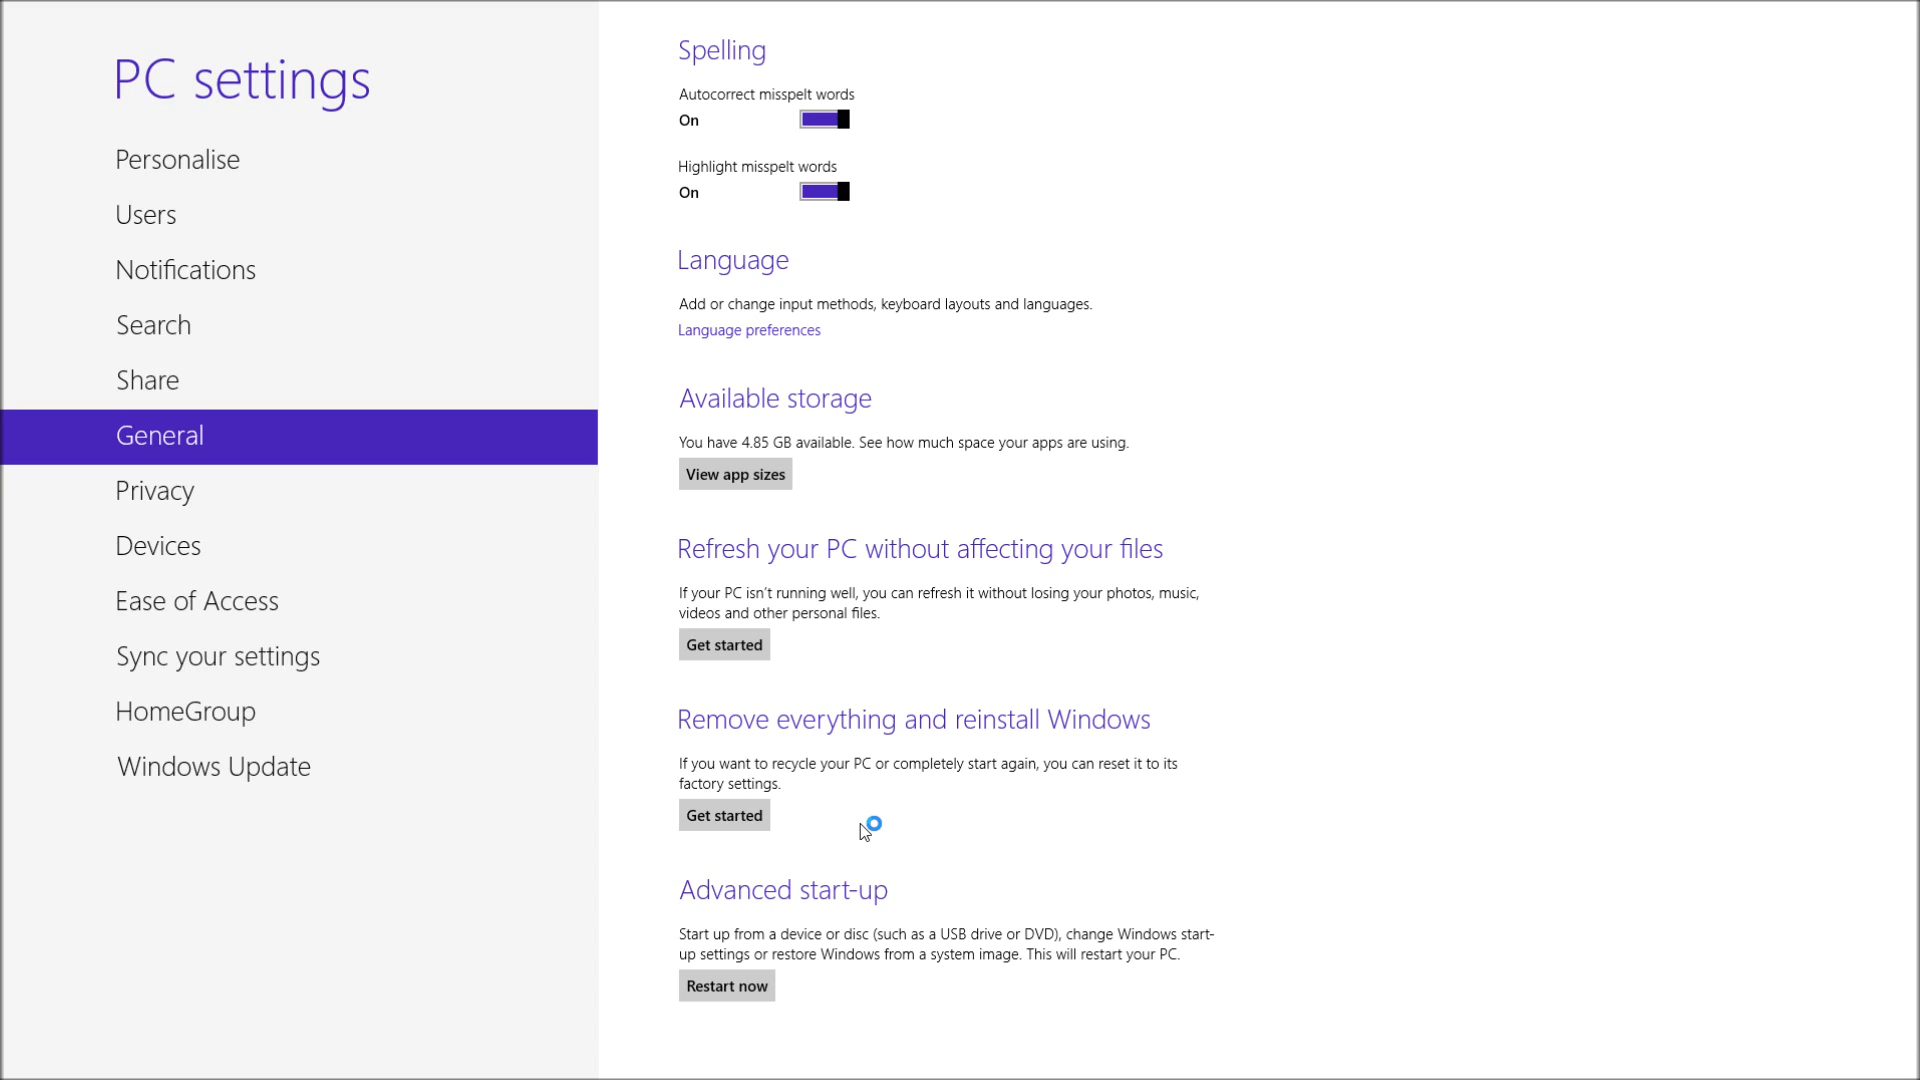 PC settings
Personalise
Users
Notifications
Search
Share
General
Privacy
Devices
Ease of Access
Sync your settings
HomeGroup
Windows Update
Spelling
Autocorrect misspelt words
On
Highlight misspelt words
On
Language
Add or change input methods, keyboard layouts and languages.
Language preferences
Available storage
You have 4.85 GB available. See how much space your apps are using.
View app sizes
Refresh your PC without affecting your files
If your PC isn't running well, you can refresh it without losing your photos, music,
videos and other personal files.
Get started
Remove everything and reinstall Windows
If you want to recycle your PC or completely start again, you can reset it to its
factory settings.
Get started
Advanced start-up
Start up from a device or disc (such as a USB drive or DVD), change Windows start-
up settings or restore Windows from a system image. This will restart your PC.
Restart now